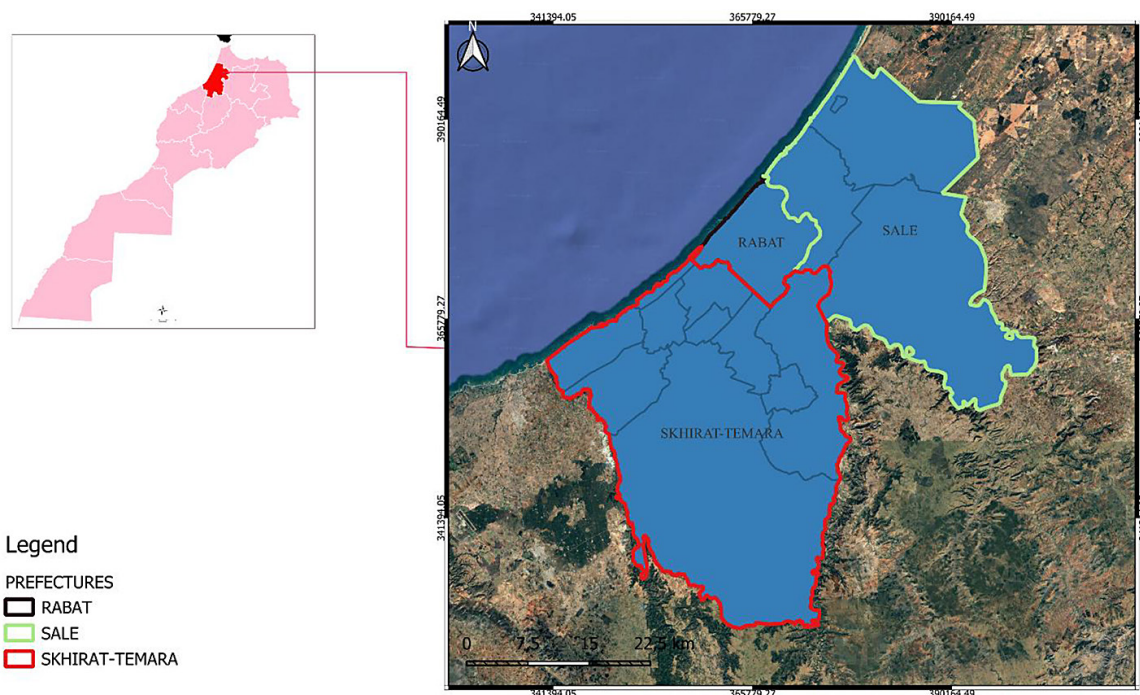 341394.05 365779.27 390164.49
N
390164.49
365779.27
341394.05
RABAT
SALE
SKHIRAT-TEMARA
0 7.5 15 22.5 km
341394.05 365779.27 390164.49
Legend
PREFECTURES
RABAT
SALE
SKHIRAT-TEMARA